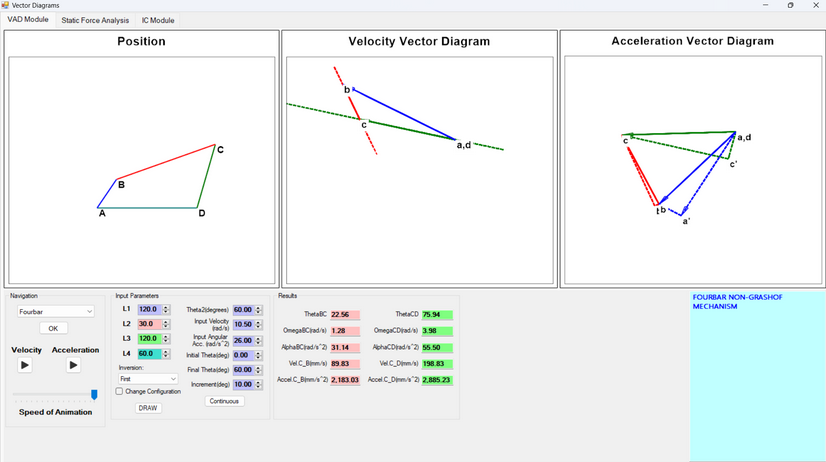 Vector Diagrams
VAD Module Static Force Analysis IC Module
Position
A
B
C
D
Velocity Vector Diagram
b
c
a,d
Acceleration Vector Diagram
c
a,d
c'
b
a'
Navigation
Fourbar
OK
Velocity Acceleration
Speed of Animation
Input Parameters
L1 120.0
L2 30.0
L3 120.0
L4 60.0
Inversion:
First
Change Configuration
DRAW
Theta2(degrees) 60.00
Input Velocity (rad/s) 10.50
Input Angular Acc. (rad/s^2) 26.00
Initial Theta(deg) 0.00
Final Theta(deg) 60.00
Increment(deg) 10.00
Continuous
Results
ThetaBC 22.56 ThetaCD 75.94
OmegaBC(rad/s) 1.28 OmegaCD(rad/s) 3.98
AlphaBC(rad/s^2) 31.14 AlphaCD(rad/s^2) 55.50
Vel.C_B(mm/s) 89.83 Vel.C_D(mm/s) 198.83
Accel.C_B(mm/s^2) 2,183.03 Accel.C_D(mm/s^2) 2,885.23
FOURBAR NON-GRASHOF
MECHANISM